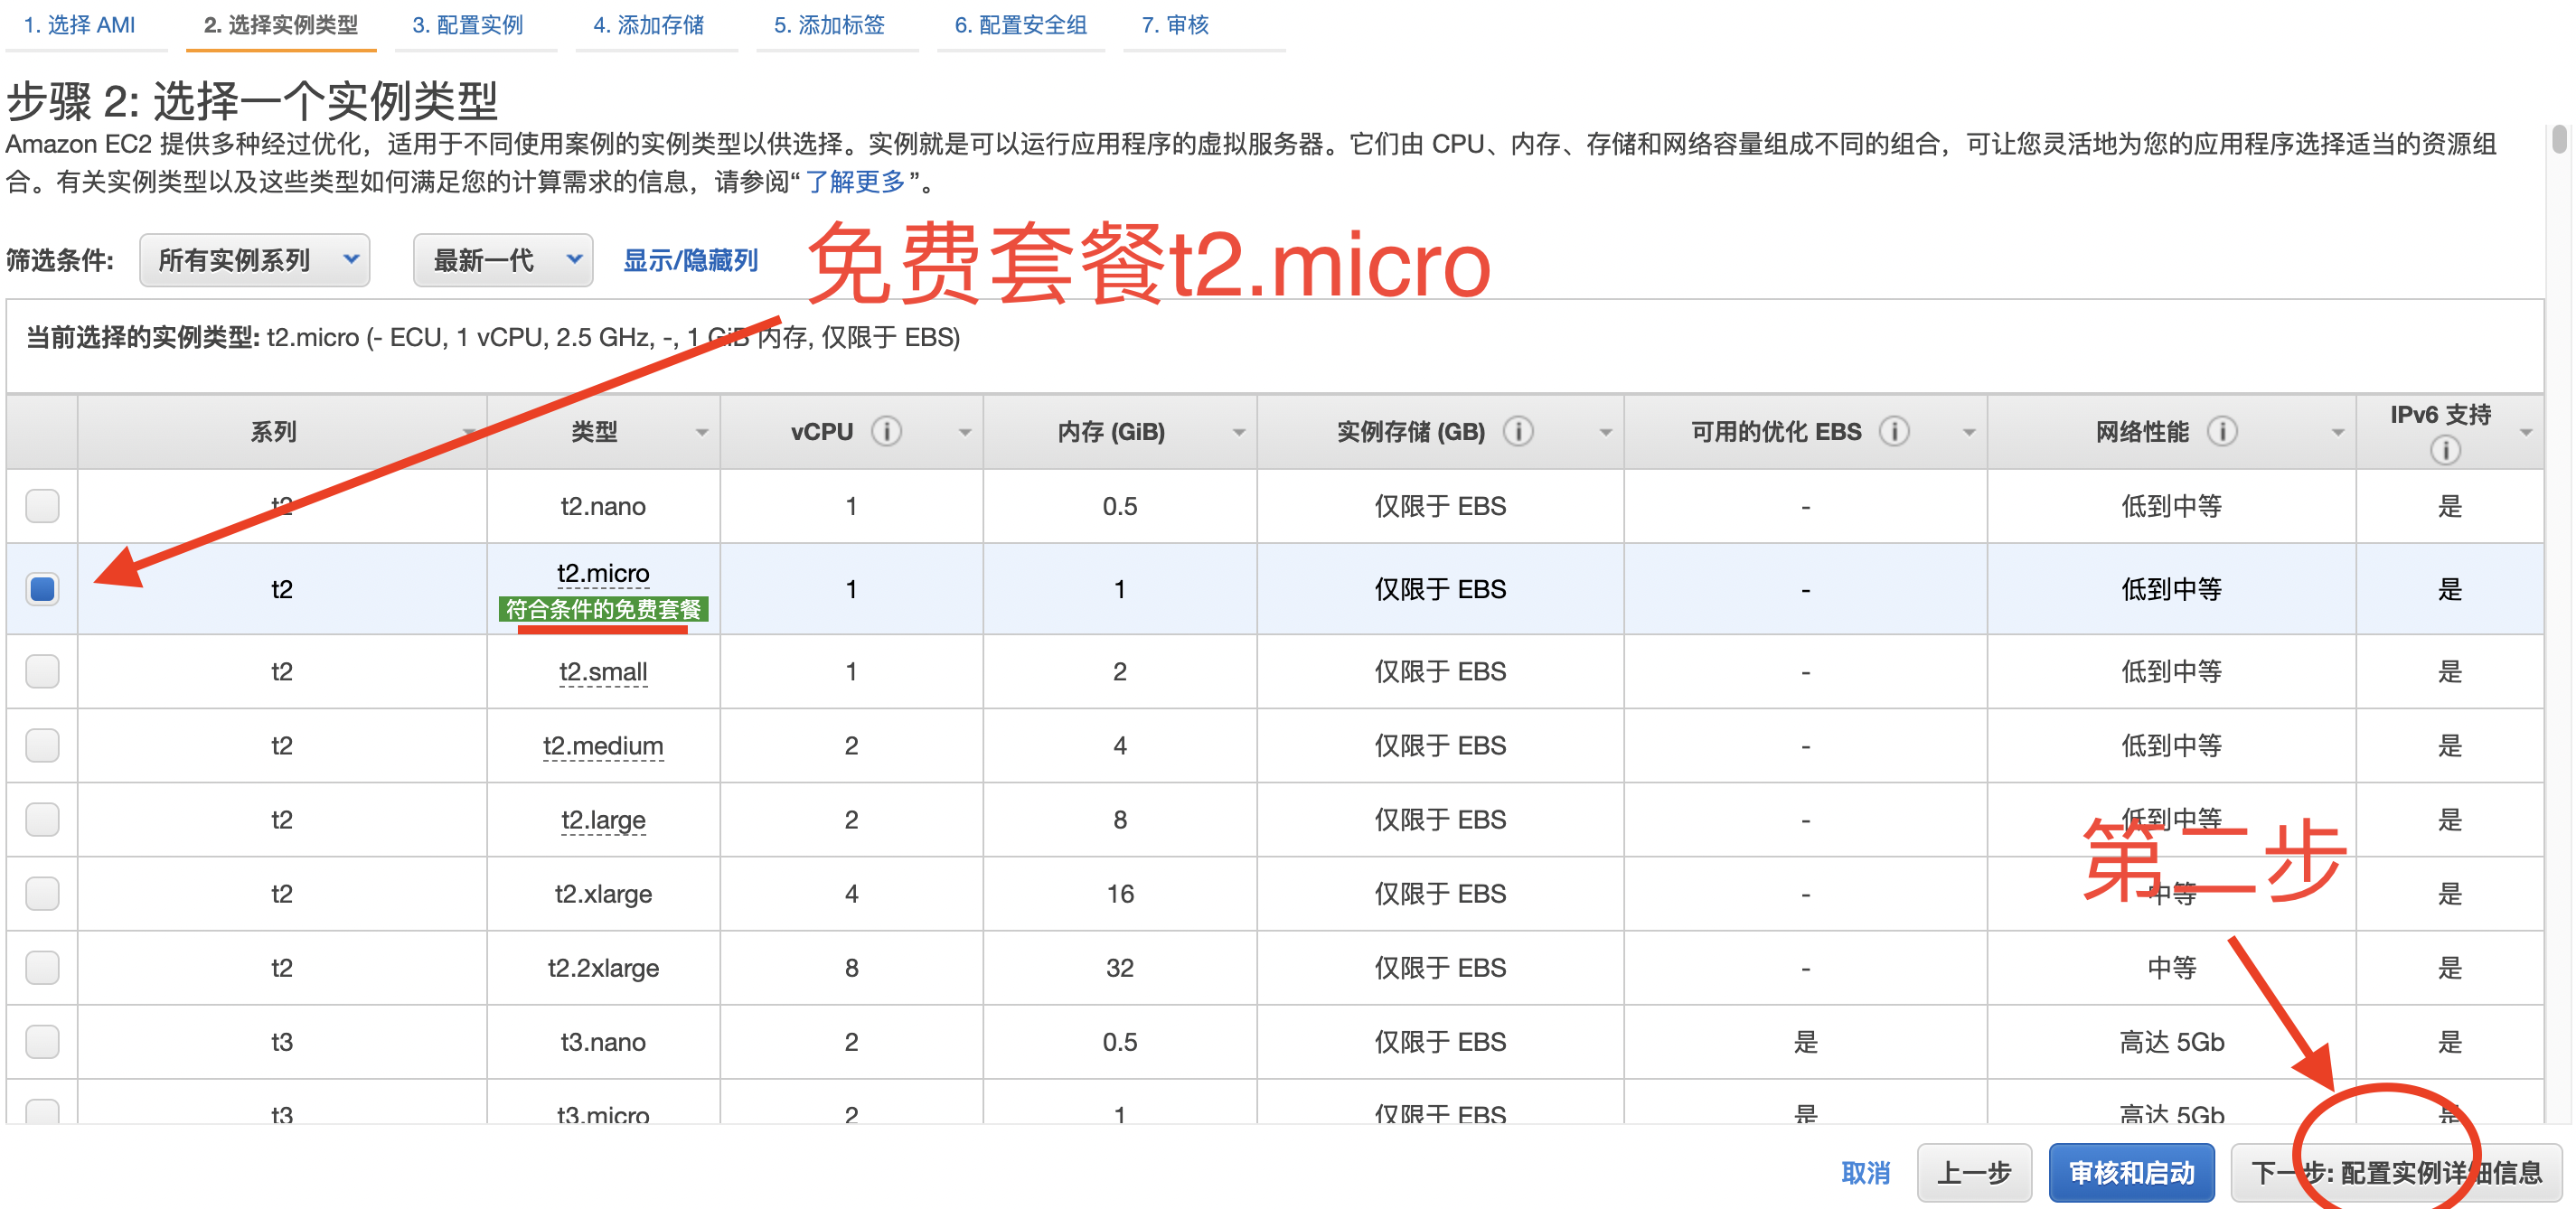 1. 选择 AMI 2. 选择实例类型 3. 配置实例 4. 添加存储 5. 添加标签 6. 配置安全组 7. 审核
步骤 2: 选择一个实例类型
Amazon EC2 提供多种经过优化，适用于不同使用案例的实例类型以供选择。实例就是可以运行应用程序的虚拟服务器。它们由 CPU、内存、存储和网络容量组成不同的组合，可让您灵活地为您的应用程序选择适当的资源组
合。有关实例类型以及这些类型如何满足您的计算需求的信息，请参阅“了解更多”。
免费套餐t2.micro
筛选条件: 所有实例系列 最新一代 显示/隐藏列
当前选择的实例类型: t2.micro (- ECU, 1 vCPU, 2.5 GHz, -, 1 GiB 内存, 仅限于 EBS)
系列 类型 vCPU 内存 (GiB) 实例存储 (GB) 可用的优化 EBS 网络性能 IPv6 支持
t2 t2.nano 1 0.5 仅限于 EBS - 低到中等 是
t2 t2.micro 1 1 仅限于 EBS - 低到中等 是
符合条件的免费套餐
t2 t2.small 1 2 仅限于 EBS - 低到中等 是
t2 t2.medium 2 4 仅限于 EBS - 低到中等 是
t2 t2.large 2 8 仅限于 EBS - 低到中等 是
第二步
t2 t2.xlarge 4 16 仅限于 EBS - 中等 是
t2 t2.2xlarge 8 32 仅限于 EBS - 中等 是
t3 t3.nano 2 0.5 仅限于 EBS 是 高达 5Gb 是
t3 t3.micro 2 1 仅限于 EBS 是 高达 5Gb 是
取消 上一步 审核和启动 下一步: 配置实例详细信息